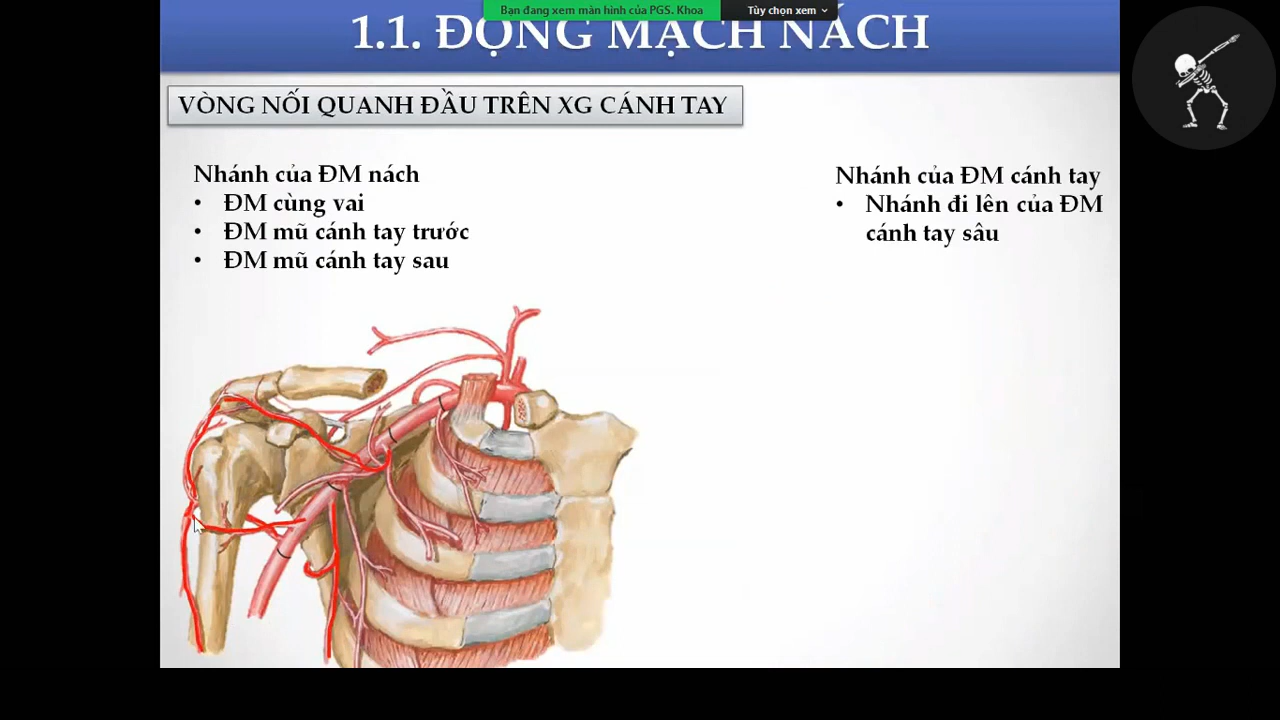 Bạn đang xem màn hình của PGS. Khoa
Tùy chọn xem
1.1. ĐỘNG MẠCH NÁCH
VÒNG NỐI QUANH ĐẦU TRÊN XG CÁNH TAY
Nhánh của ĐM nách
• ĐM cùng vai
• ĐM mũ cánh tay trước
• ĐM mũ cánh tay sau
Nhánh của ĐM cánh tay
• Nhánh đi lên của ĐM
cánh tay sâu